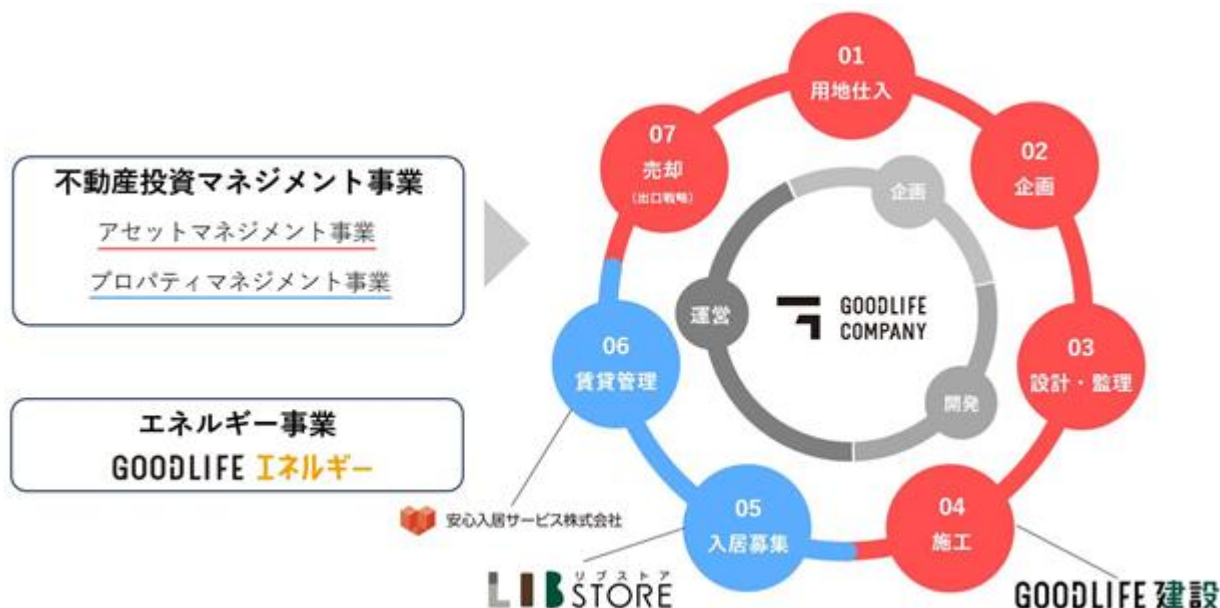 不動産投資マネジメント事業
アセットマネジメント事業
プロパティマネジメント事業
エネルギー事業
GOODLIFE エネルギー
01
用地仕入
02
企画
03
設計・監理
04
施工
05
入居募集
06
賃貸管理
07
売却
(出口戦略)
企画
開発
運営
GOODLIFE
COMPANY
安心入居サービス株式会社
リブストア
LIB STORE
GOODLIFE 建設